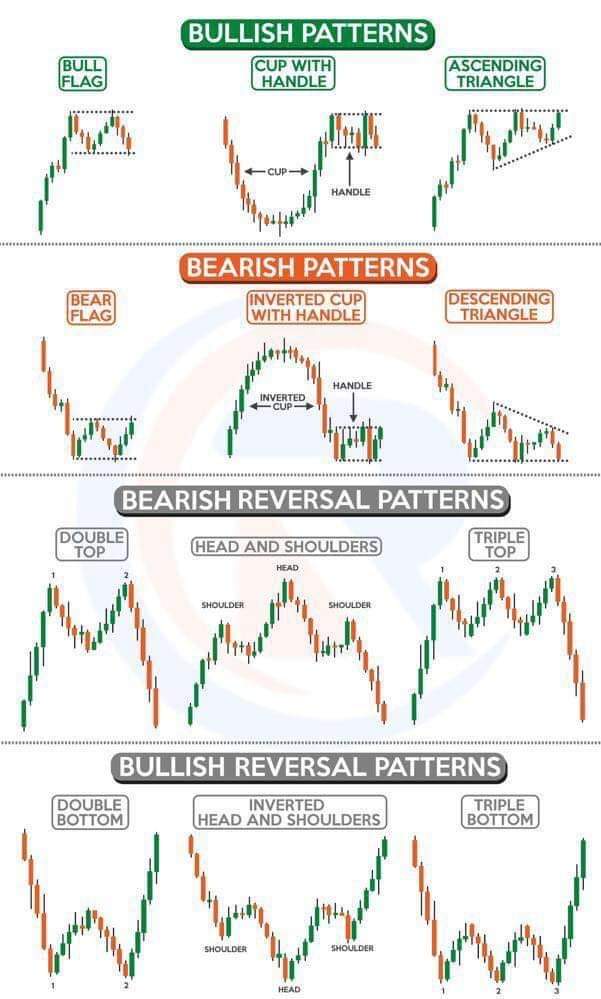 BULLISH PATTERNS
BULL
FLAG
CUP WITH
HANDLE
ASCENDING
TRIANGLE
CUP
HANDLE
BEARISH PATTERNS
BEAR
FLAG
INVERTED CUP
WITH HANDLE
DESCENDING
TRIANGLE
HANDLE
INVERTED
CUP
BEARISH REVERSAL PATTERNS
DOUBLE
TOP
HEAD AND SHOULDERS
TRIPLE
TOP
1
2
HEAD
SHOULDER
SHOULDER
1
2
3
BULLISH REVERSAL PATTERNS
DOUBLE
BOTTOM
INVERTED
HEAD AND SHOULDERS
TRIPLE
BOTTOM
1
2
SHOULDER
SHOULDER
HEAD
1
2
3